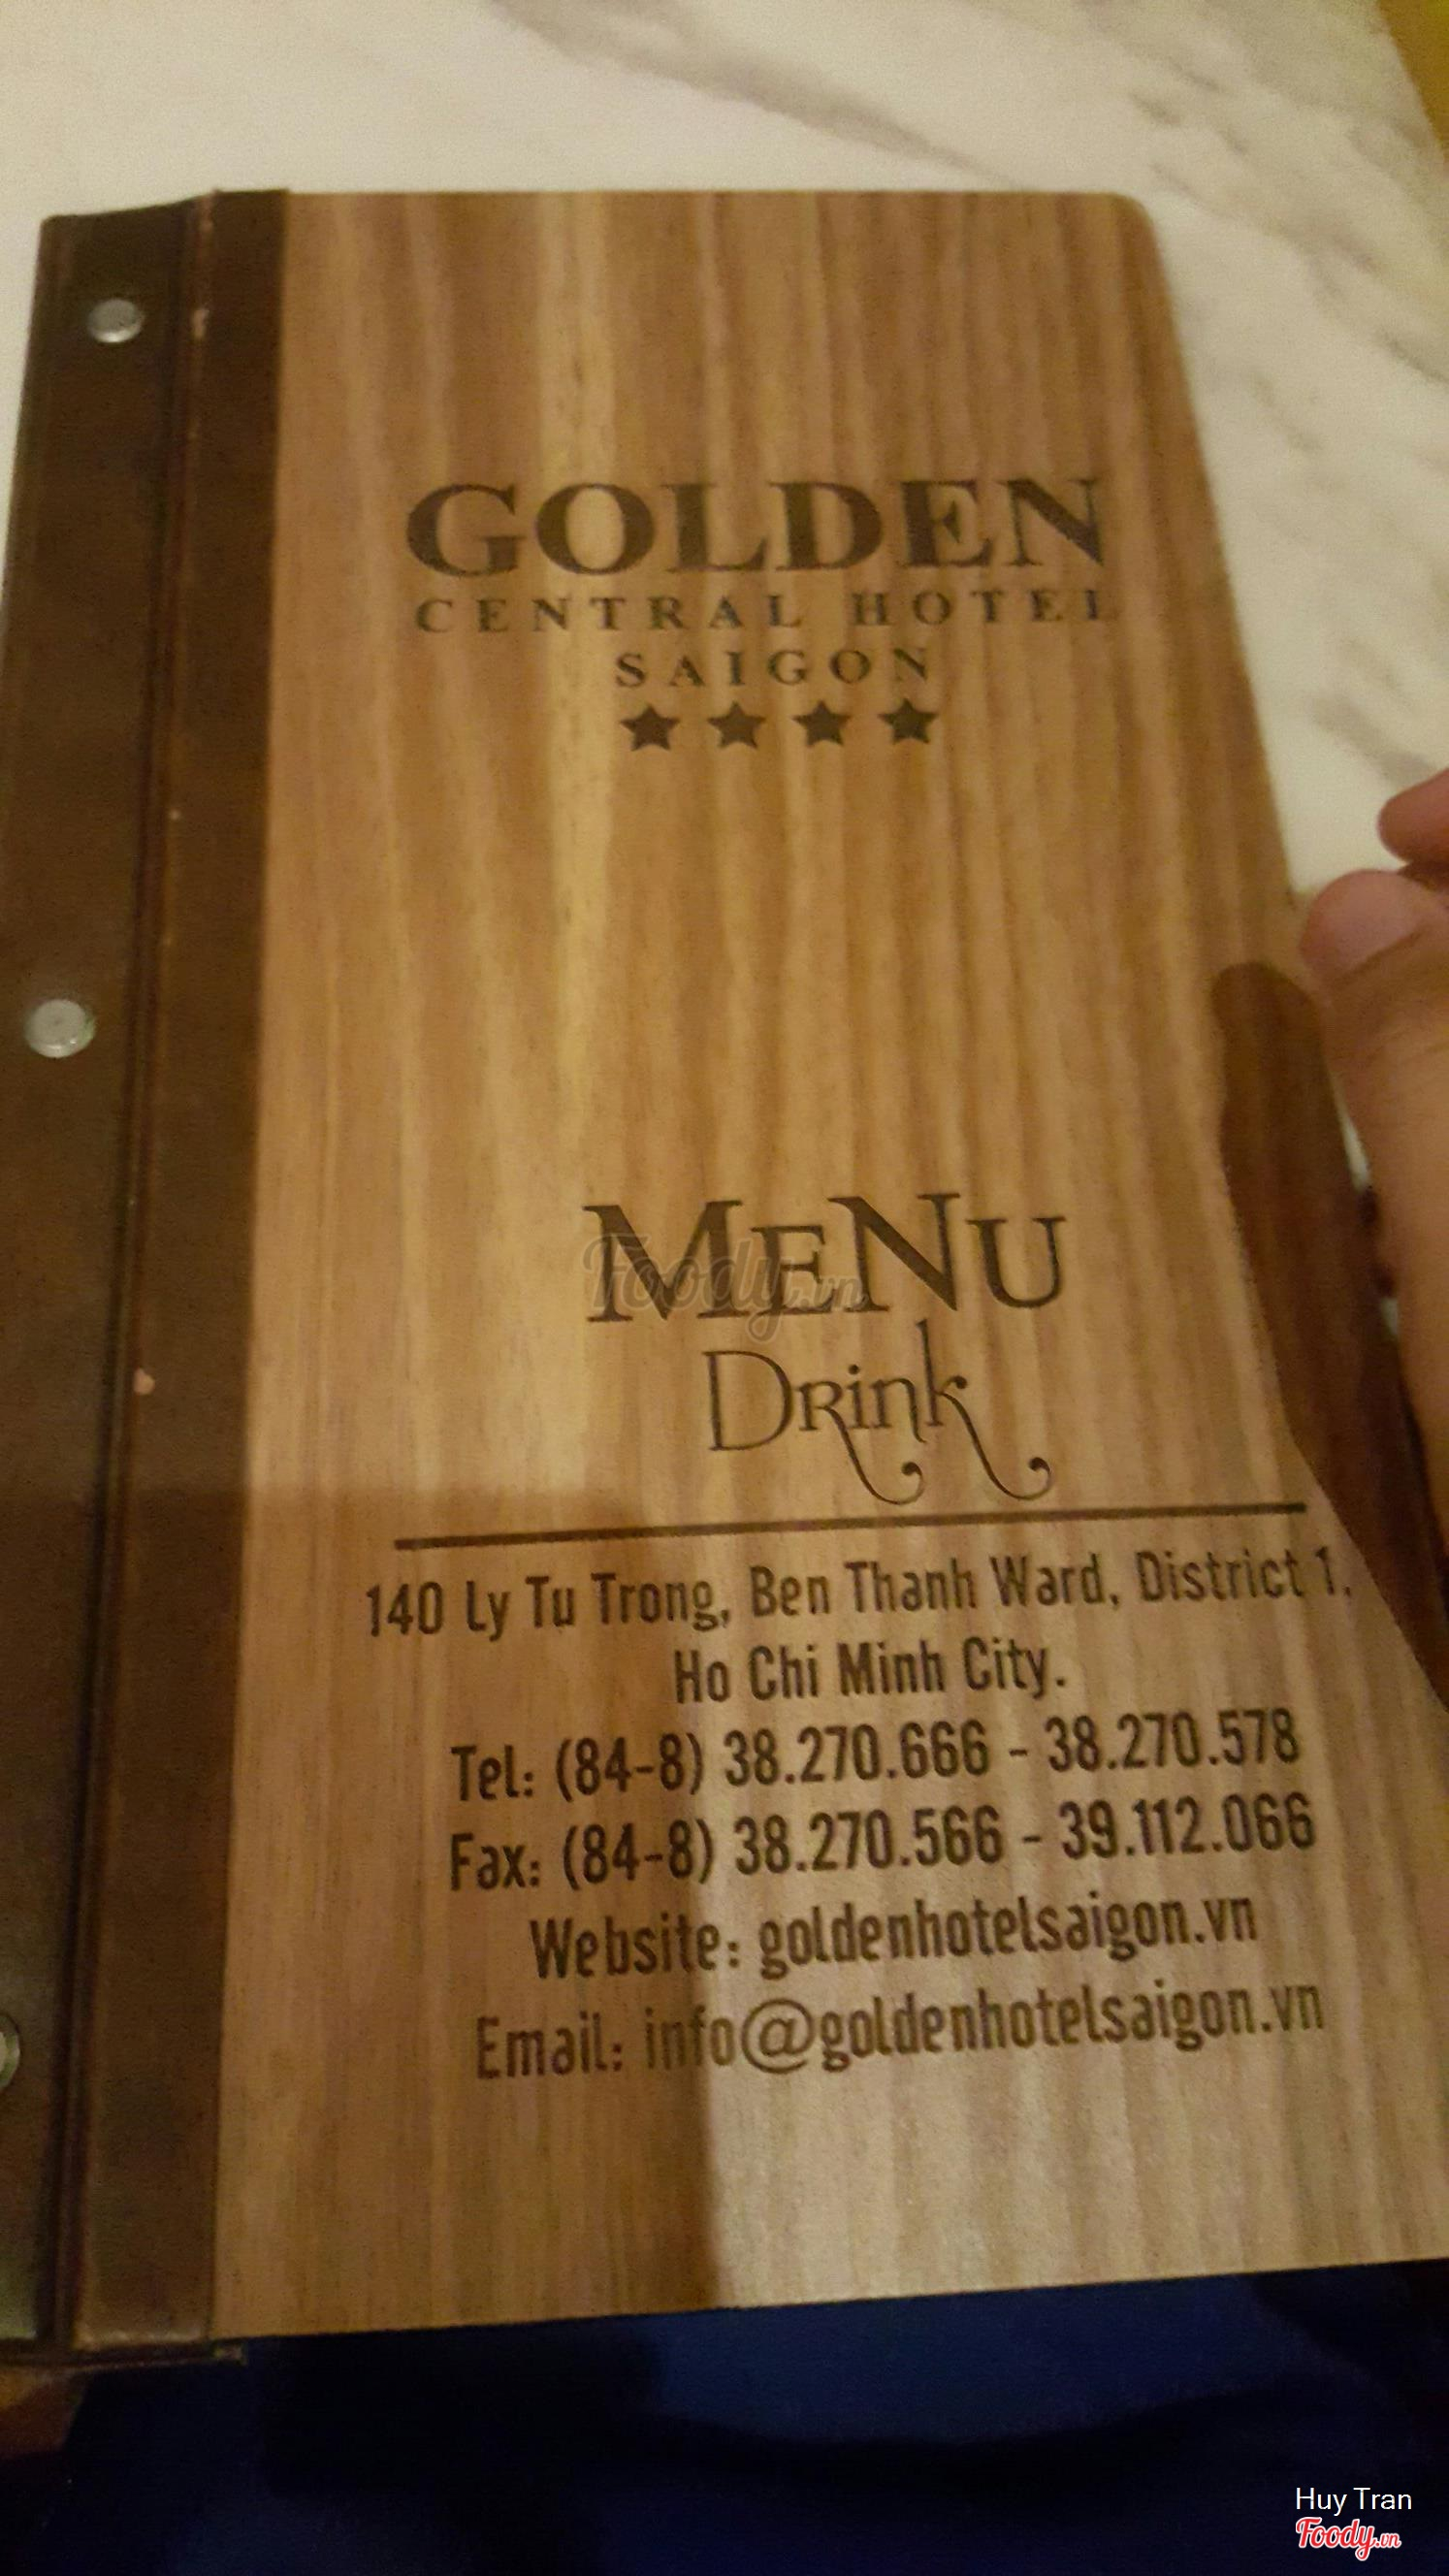 GOLDEN
CENTRAL HOTEL
SAIGON
MENU
Drink
140 Ly Tu Trong, Ben Thanh Ward, District 1,
Ho Chi Minh City.
Tel: (84-8) 38.270.666 - 38.270.578
Fax: (84-8) 38.270.566 - 39.112.066
Website: goldenhotelsaigon.vn
Email: info@goldenhotelsaigon.vn
Foody.vn
Huy Tran
Foody.vn